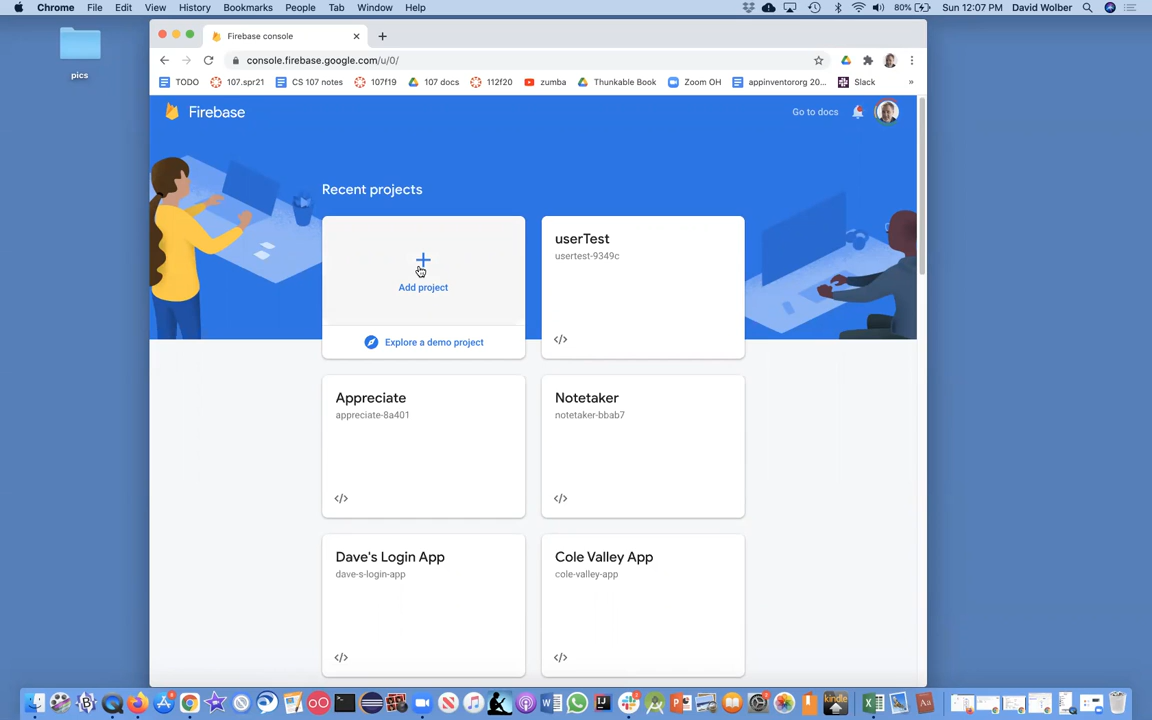 Chrome File Edit View History Bookmarks People Tab Window Help 80% Sun 12:07 PM David Wolber
pics
Firebase console
console.firebase.google.com/u/0/
TODO 107.spr21 CS 107 notes 107f19 107 docs 112f20 zumba Thunkable Book Zoom OH appinventororg 20... Slack »
Firebase
Go to docs
Recent projects
Add project
Explore a demo project
userTest
usertest-9349c
</>
Appreciate
appreciate-8a401
</>
Notetaker
notetaker-bbab7
</>
Dave's Login App
dave-s-login-app
</>
Cole Valley App
cole-valley-app
</>